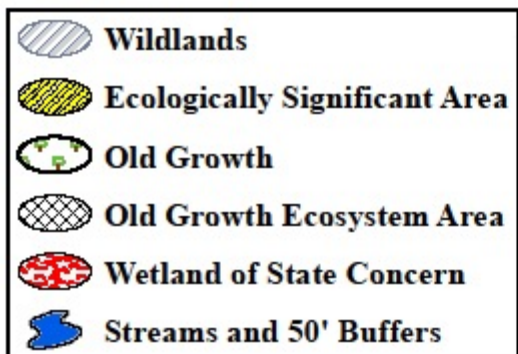 Wildlands
Ecologically Significant Area
Old Growth
Old Growth Ecosystem Area
Wetland of State Concern
Streams and 50' Buffers